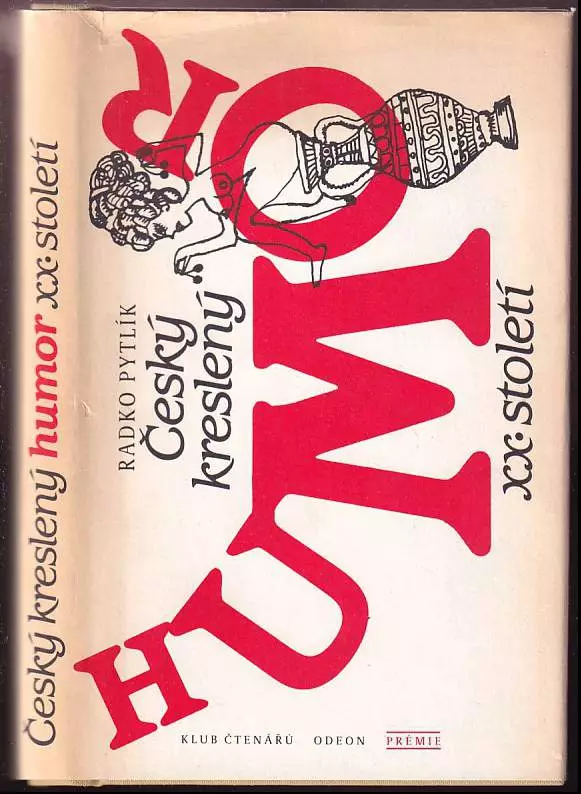 Český kreslený humor XX. století
RADKO PYTLÍK
Český
kreslený
HUMOR
XX. století
KLUB ČTENÁŘŮ ODEON PRÉMIE